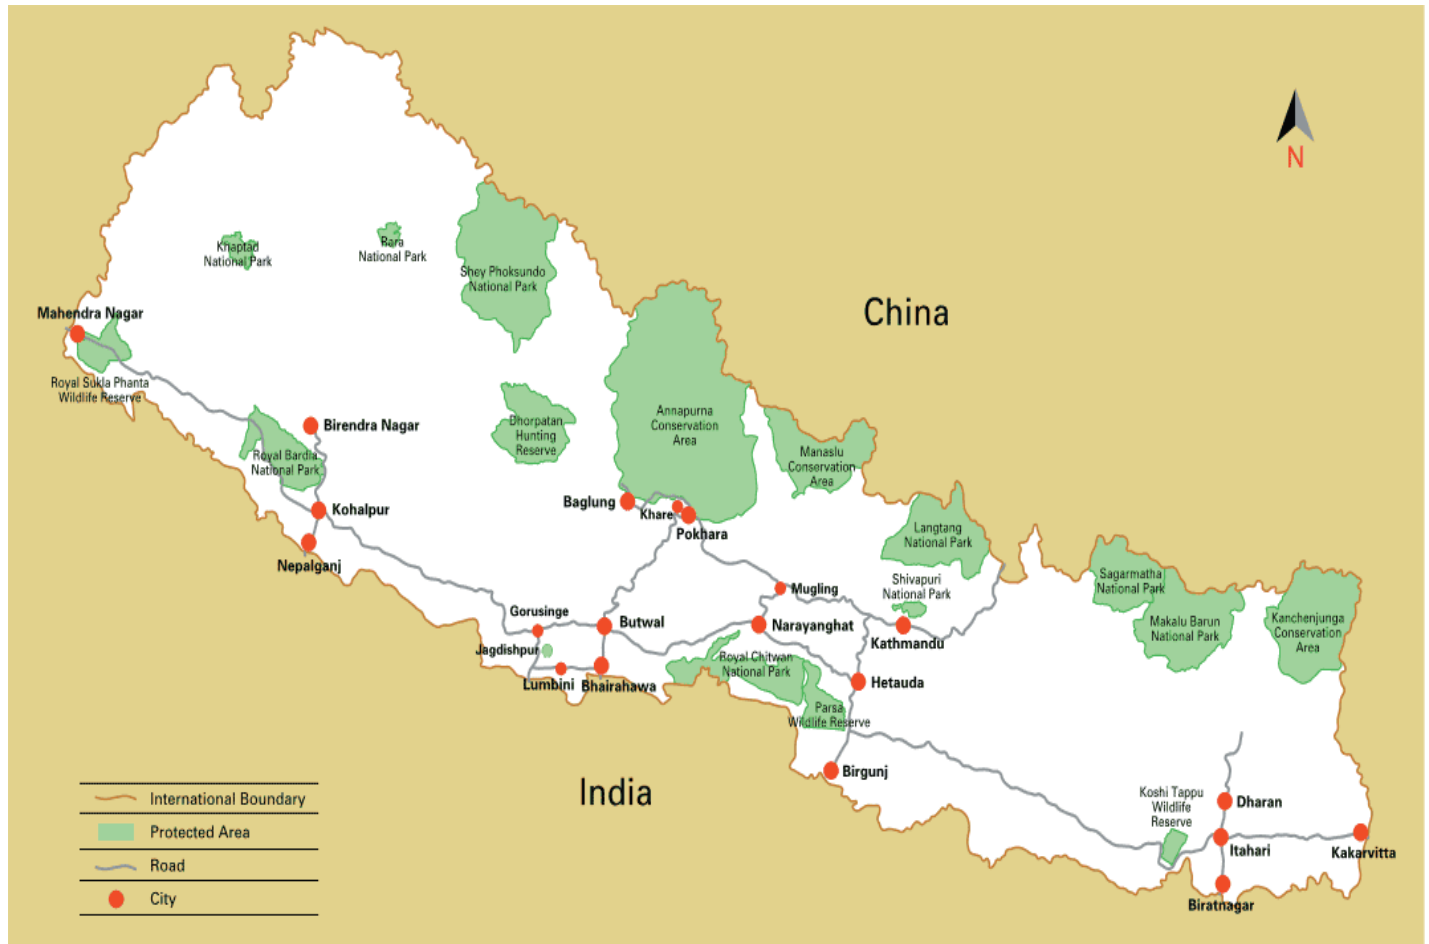 N
China
India
Khaptad
National Park
Rara
National Park
Shey Phoksundo
National Park
Mahendra Nagar
Royal Sukla Phanta
Wildlife Reserve
Birendra Nagar
Royal Bardia
National Park
Dhorpatan
Hunting
Reserve
Annapurna
Conservation
Area
Manaslu
Conservation
Area
Kohalpur
Nepalganj
Baglung
Khare
Pokhara
Langtang
National Park
Shivapuri
National Park
Sagarmatha
National Park
Makalu Barun
National Park
Kanchenjunga
Conservation
Area
Mugling
Gorusinge
Butwal
Narayanghat
Kathmandu
Jagdishpur
Lumbini
Bhairahawa
Royal Chitwan
National Park
Hetauda
Parsa
Wildlife Reserve
Birgunj
Koshi Tappu
Wildlife
Reserve
Dharan
Itahari
Kakarvitta
Biratnagar
International Boundary
Protected Area
Road
City